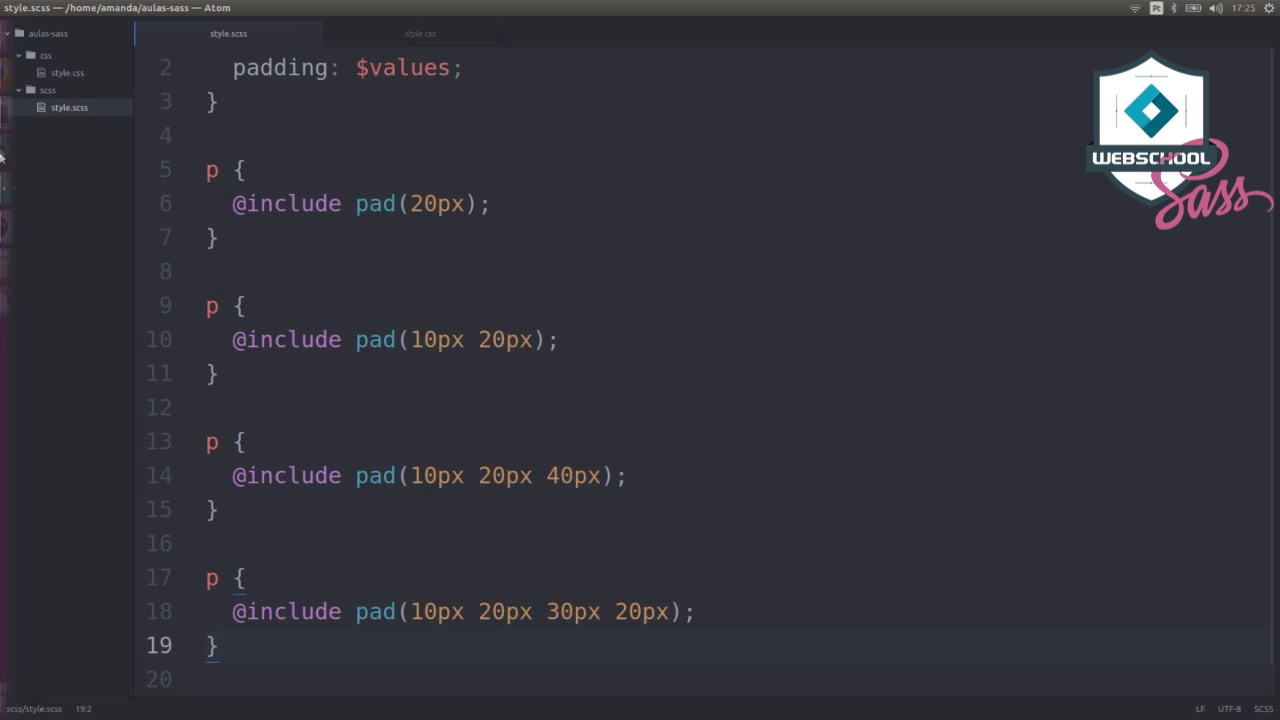 style.scss — /home/amanda/aulas-sass — Atom
Pt
17:25
aulas-sass
css
style.css
scss
style.scss
style.scss
style.css
2 padding: $values;
3 }
4
5 p {
6 @include pad(20px);
7 }
8
9 p {
10 @include pad(10px 20px);
11 }
12
13 p {
14 @include pad(10px 20px 40px);
15 }
16
17 p {
18 @include pad(10px 20px 30px 20px);
19 }
20
WEBSCHOOL
Sass
scss/style.scss 19:2
LF UTF-8 SCSS